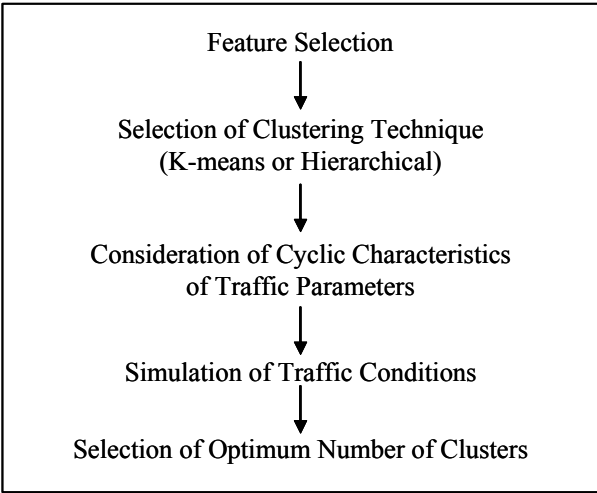 Feature Selection
Selection of Clustering Technique
(K-means or Hierarchical)
Consideration of Cyclic Characteristics
of Traffic Parameters
Simulation of Traffic Conditions
Selection of Optimum Number of Clusters